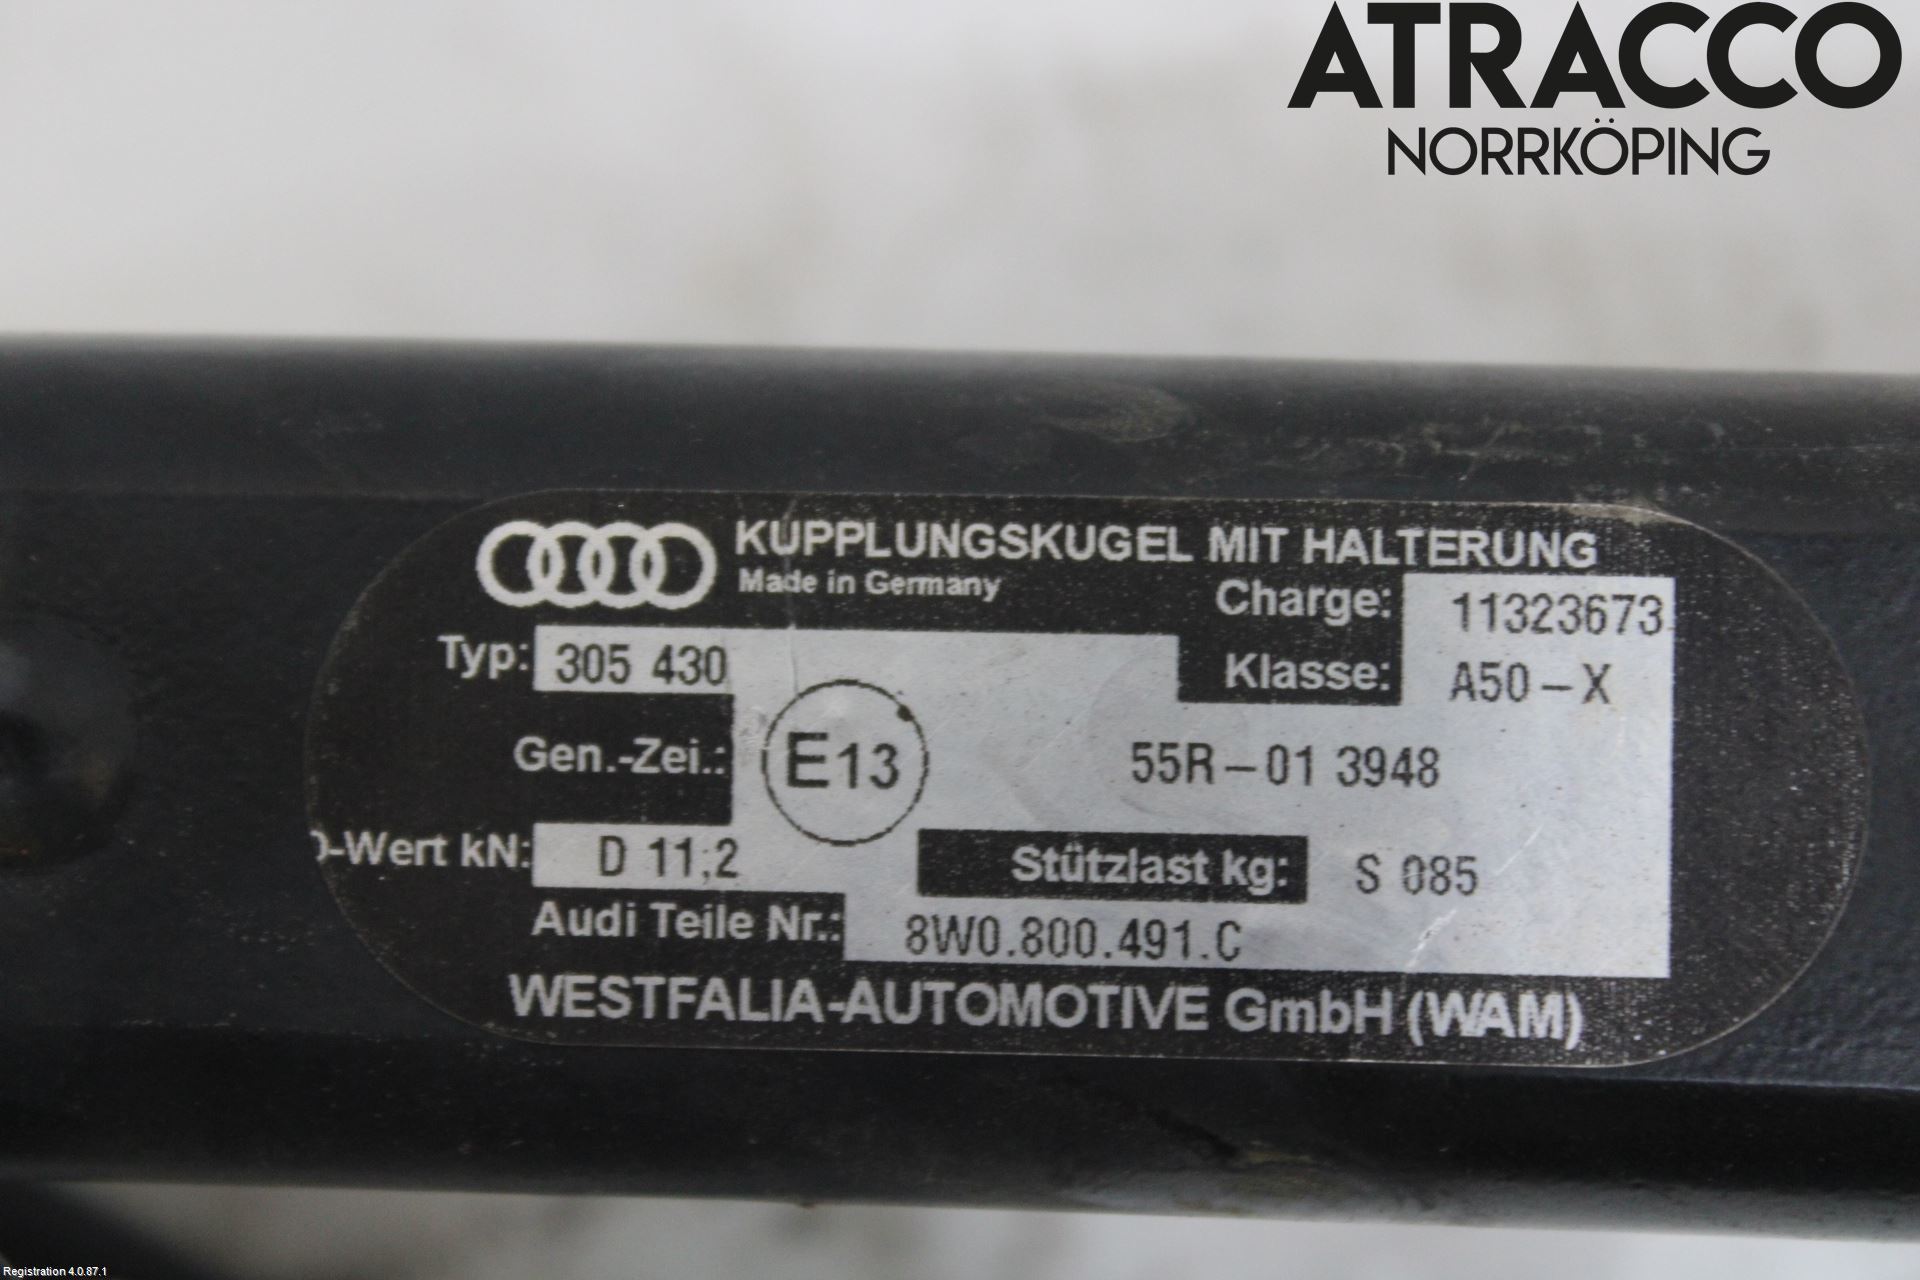 ATRACCO
NORRKÖPING
KUPPLUNGSKUGEL MIT HALTERUNG
Made in Germany
Charge: 11323673
Typ: 305 430
Klasse: A50-X
Gen.-Zei.: E13 55R-01 3948
D-Wert kN: D 11;2 Stützlast kg: S 085
Audi Teile Nr.: 8W0.800.491.C
WESTFALIA-AUTOMOTIVE GmbH (WAM)
Registration 4.0.87.1